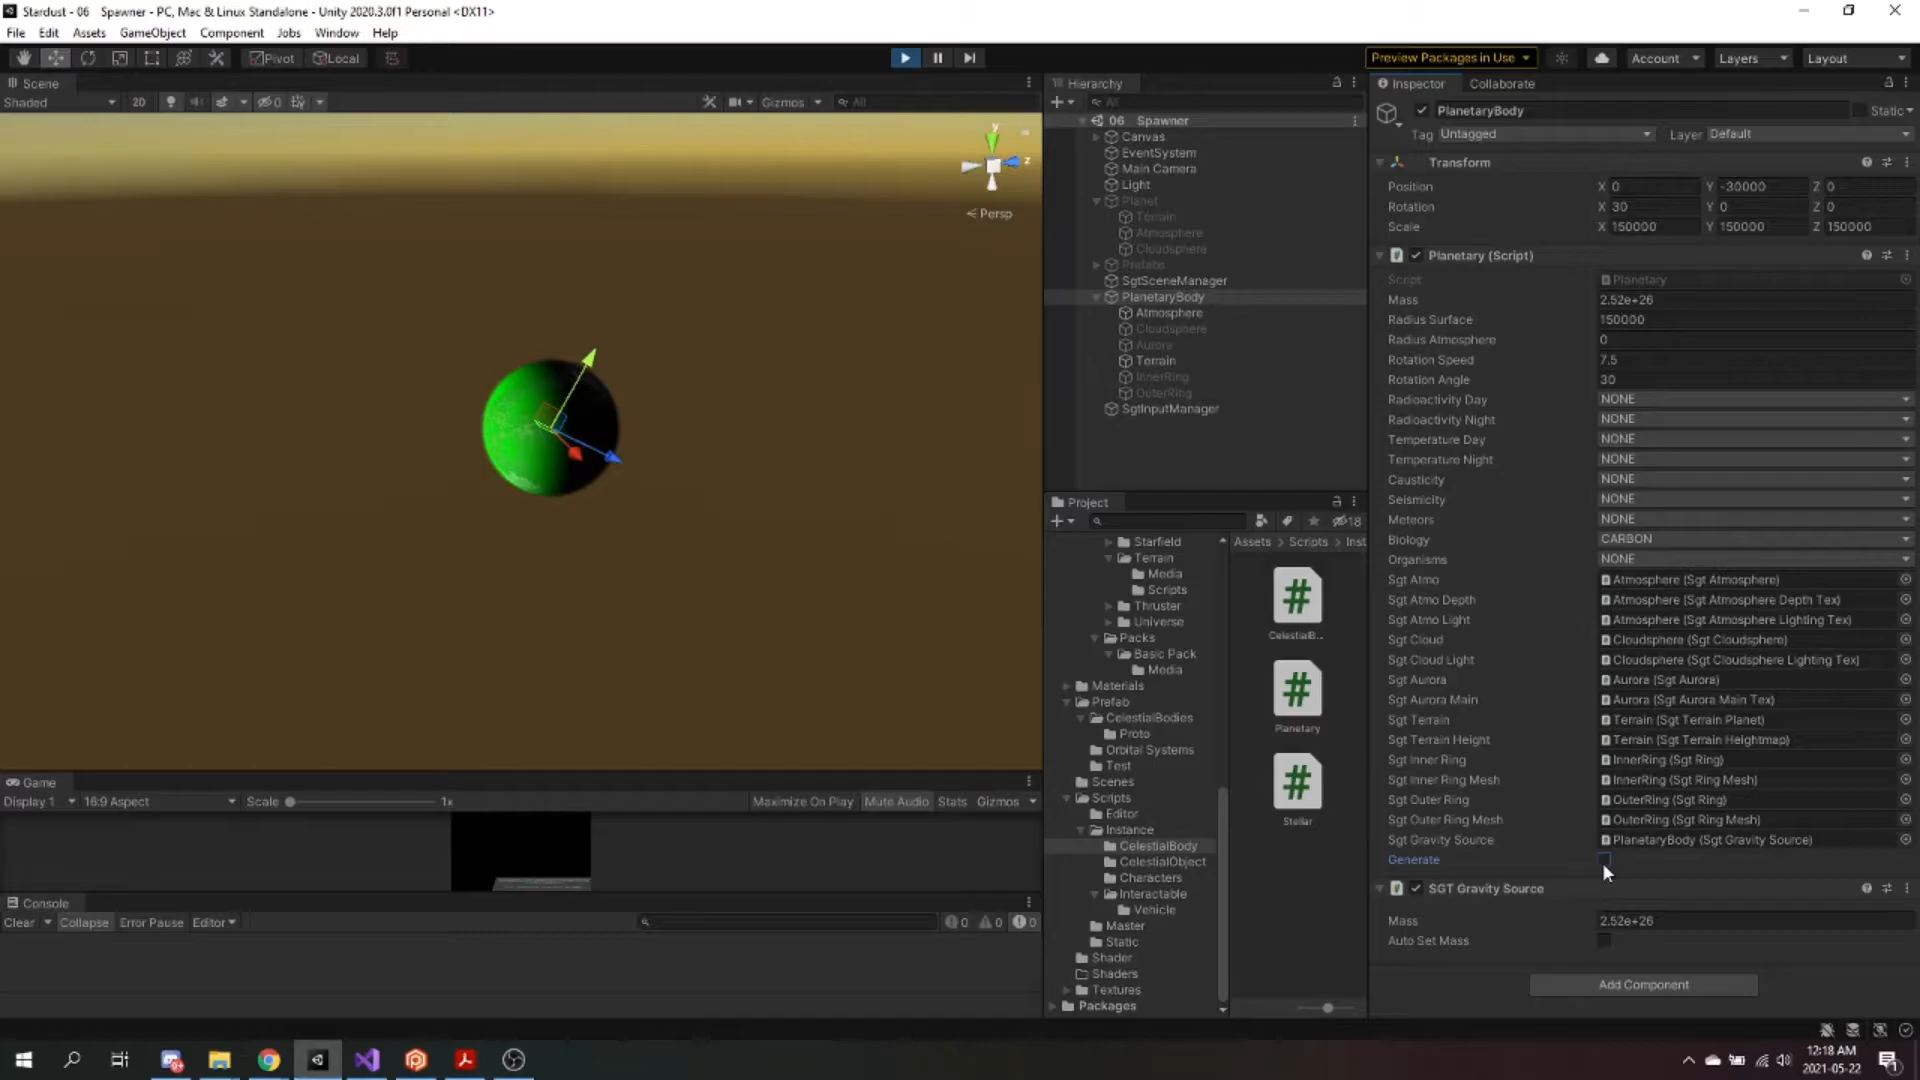 Stardust - 06_Spawner - PC, Mac & Linux Standalone - Unity 2020.3.0f1 Personal <DX11>
File Edit Assets GameObject Component Jobs Window Help
Pivot Local Preview Packages in Use Account Layers Layout
Scene
Shaded 2D 0 Gizmos All
y
z
Persp
Game
Display 1 16:9 Aspect Scale 1x Maximize On Play Mute Audio Stats Gizmos
Console
Clear Collapse Error Pause Editor 0 0 0
Hierarchy
All
06_Spawner
Canvas
EventSystem
Main Camera
Light
Planet
Terrain
Atmosphere
Cloudsphere
Prefabs
SgtSceneManager
PlanetaryBody
Atmosphere
Cloudsphere
Aurora
Terrain
InnerRing
OuterRing
SgtInputManager
Project
18
Starfield
Terrain
Media
Scripts
Thruster
Universe
Packs
Basic Pack
Media
Materials
Prefab
CelestialBodies
Proto
Orbital Systems
Test
Scenes
Scripts
Editor
Instance
CelestialBody
CelestialObject
Characters
Interactable
Vehicle
Master
Static
Shader
Shaders
Textures
Packages
Assets > Scripts > Inst
CelestialB...
Planetary
Stellar
Inspector Collaborate
PlanetaryBody Static
Tag Untagged Layer Default
Transform
Position X 0 Y -30000 Z 0
Rotation X 30 Y 0 Z 0
Scale X 150000 Y 150000 Z 150000
Planetary (Script)
Script Planetary
Mass 2.52e+26
Radius Surface 150000
Radius Atmosphere 0
Rotation Speed 7.5
Rotation Angle 30
Radioactivity Day NONE
Radioactivity Night NONE
Temperature Day NONE
Temperature Night NONE
Causticity NONE
Seismicity NONE
Meteors NONE
Biology CARBON
Organisms NONE
Sgt Atmo Atmosphere (Sgt Atmosphere)
Sgt Atmo Depth Atmosphere (Sgt Atmosphere Depth Tex)
Sgt Atmo Light Atmosphere (Sgt Atmosphere Lighting Tex)
Sgt Cloud Cloudsphere (Sgt Cloudsphere)
Sgt Cloud Light Cloudsphere (Sgt Cloudsphere Lighting Tex)
Sgt Aurora Aurora (Sgt Aurora)
Sgt Aurora Main Aurora (Sgt Aurora Main Tex)
Sgt Terrain Terrain (Sgt Terrain Planet)
Sgt Terrain Height Terrain (Sgt Terrain Heightmap)
Sgt Inner Ring InnerRing (Sgt Ring)
Sgt Inner Ring Mesh InnerRing (Sgt Ring Mesh)
Sgt Outer Ring OuterRing (Sgt Ring)
Sgt Outer Ring Mesh OuterRing (Sgt Ring Mesh)
Sgt Gravity Source PlanetaryBody (Sgt Gravity Source)
Generate
SGT Gravity Source
Mass 2.52e+26
Auto Set Mass
Add Component
12:18 AM
2021-05-22
1